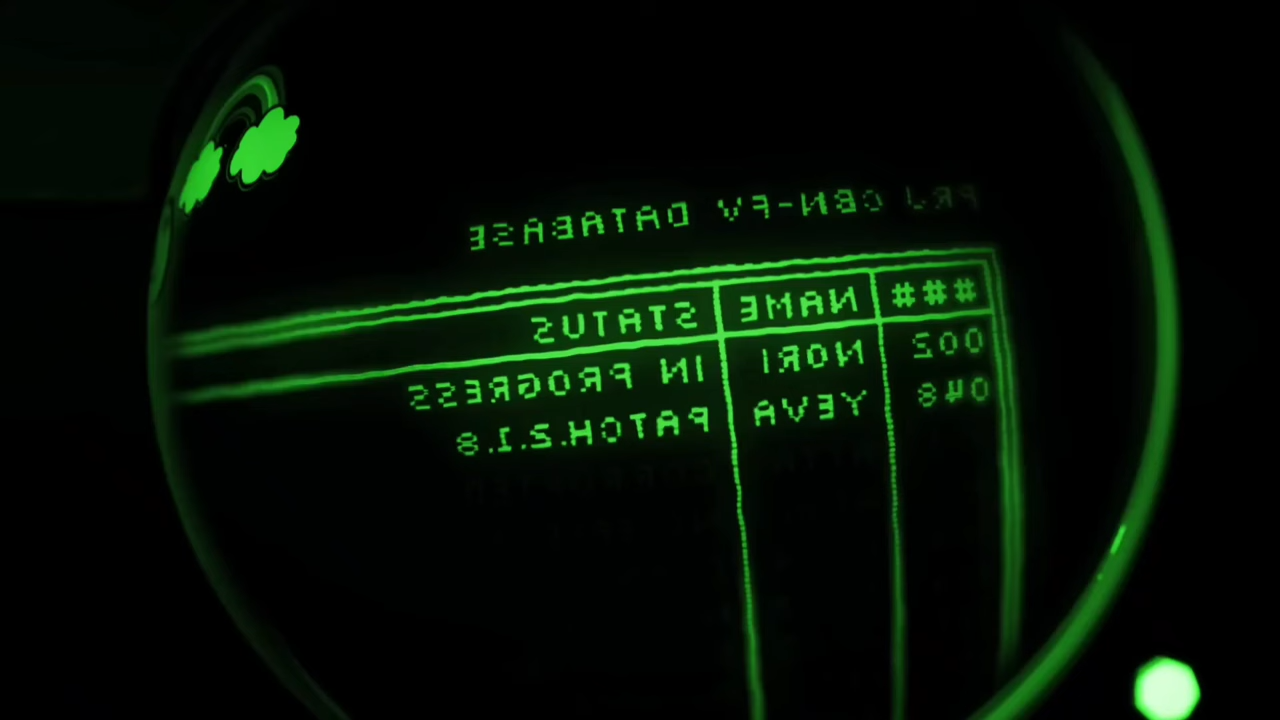 DATABASE
### NAME STATUS
002 NORI IN PROGRESS
048 YEVA PATCH.2.1.8